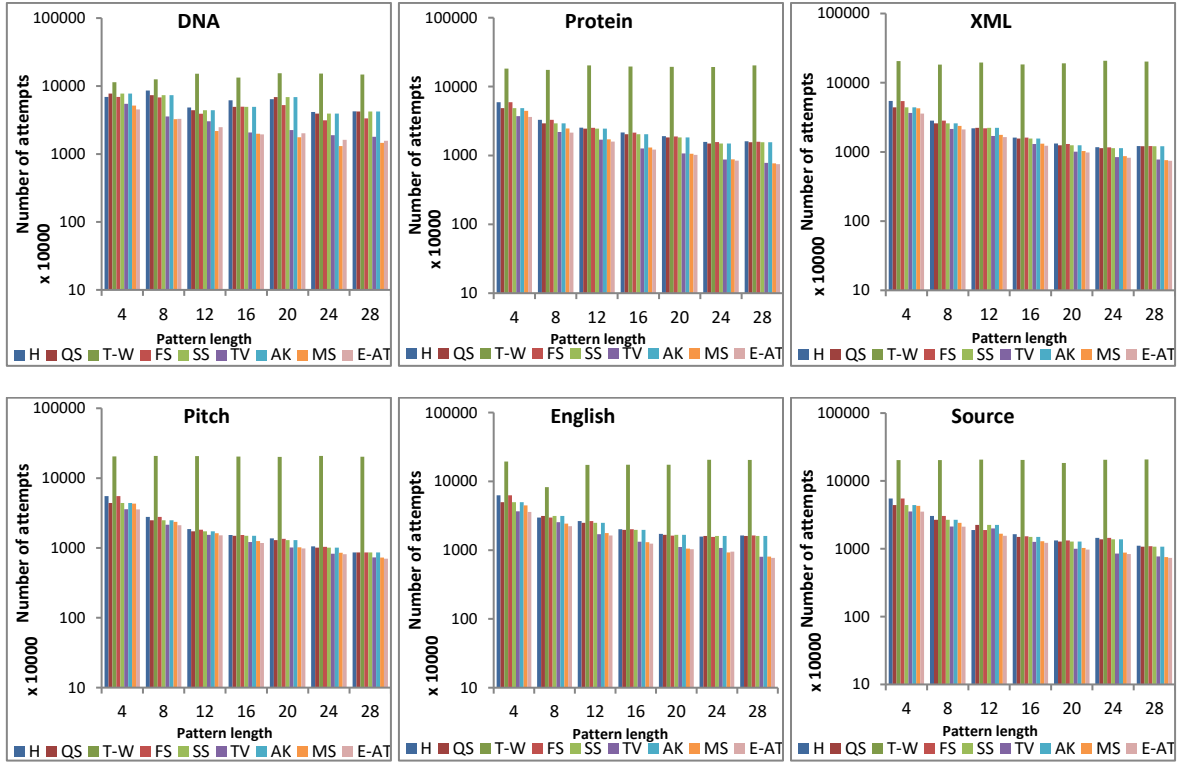 DNA
100000
10000
1000
100
10
Number of attempts
x 10000
4 8 12 16 20 24 28
Pattern length
H QS T-W FS SS TV AK MS E-AT
Protein
100000
10000
1000
100
10
Number of attempts
x 10000
4 8 12 16 20 24 28
Pattern length
H QS T-W FS SS TV AK MS E-AT
XML
100000
10000
1000
100
10
Number of attempts
x 10000
4 8 12 16 20 24 28
Pattern length
H QS T-W FS SS TV AK MS E-AT
Pitch
100000
10000
1000
100
10
Number of attempts
x 10000
4 8 12 16 20 24 28
Pattern length
H QS T-W FS SS TV AK MS E-AT
English
100000
10000
1000
100
10
Number of attempts
x 10000
4 8 12 16 20 24 28
Pattern length
H QS T-W FS SS TV AK MS E-AT
Source
100000
10000
1000
100
10
Number of attempts
x 10000
4 8 12 16 20 24 28
Pattern length
H QS T-W FS SS TV AK MS E-AT